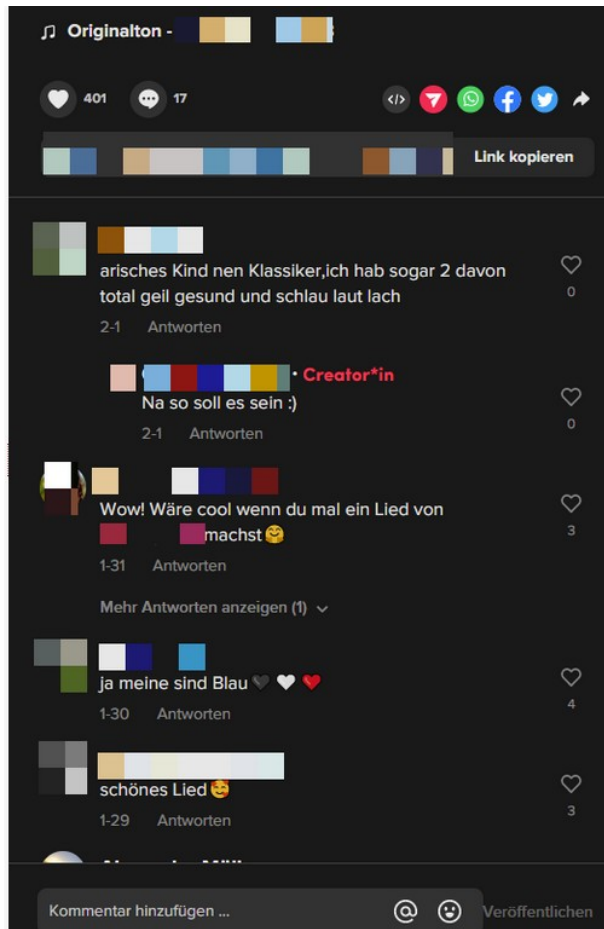 Originalton -
401
17
Link kopieren
arisches Kind nen Klassiker,ich hab sogar 2 davon
total geil gesund und schlau laut lach
0
2-1 Antworten
· Creator*in
Na so soll es sein :)
0
2-1 Antworten
Wow! Wäre cool wenn du mal ein Lied von
machst🤗
3
1-31 Antworten
Mehr Antworten anzeigen (1)
ja meine sind Blau🖤🤍❤️
4
1-30 Antworten
schönes Lied🥰
3
1-29 Antworten
Kommentar hinzufügen ...
Veröffentlichen